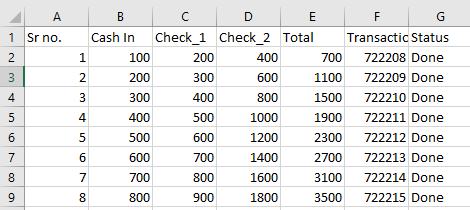 A B C D E F G
1 Sr no. Cash In Check_1 Check_2 Total Transactic Status
2 1 100 200 400 700 722208 Done
3 2 200 300 600 1100 722209 Done
4 3 300 400 800 1500 722210 Done
5 4 400 500 1000 1900 722211 Done
6 5 500 600 1200 2300 722212 Done
7 6 600 700 1400 2700 722213 Done
8 7 700 800 1600 3100 722214 Done
9 8 800 900 1800 3500 722215 Done